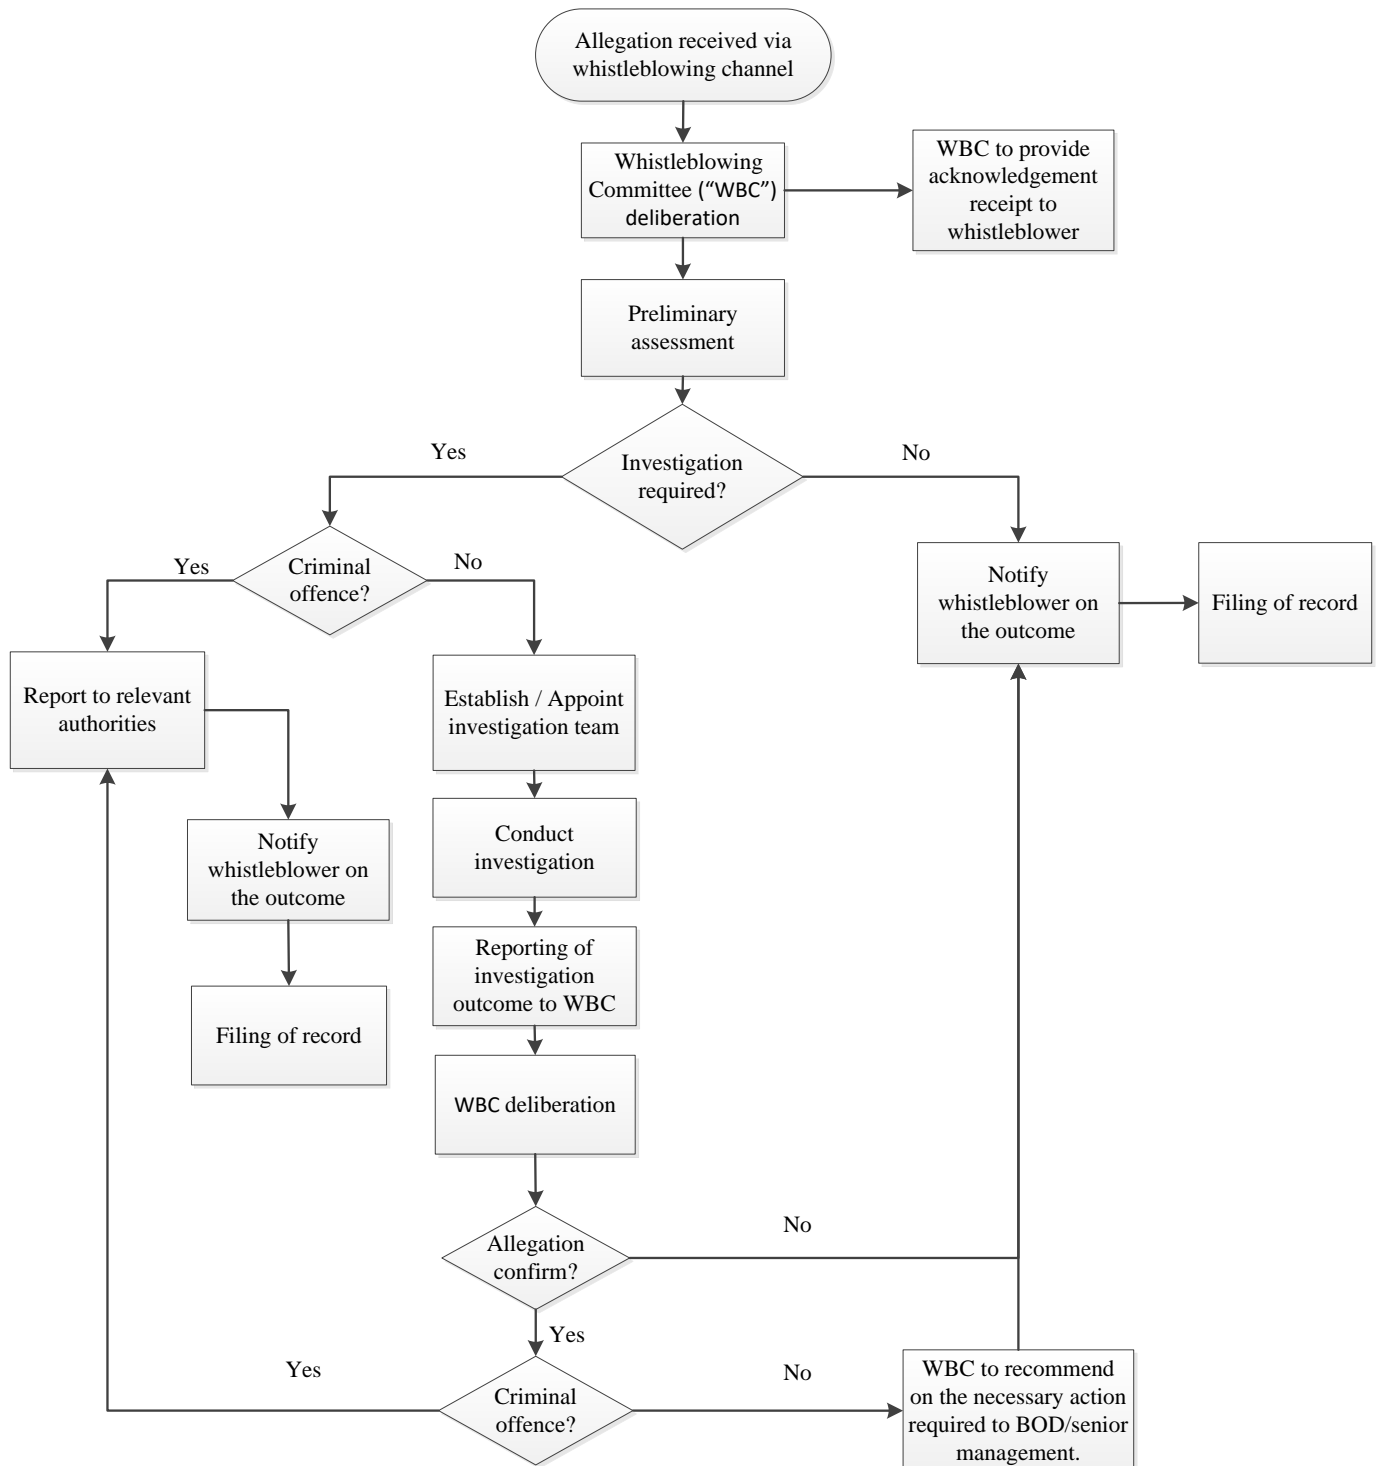 Allegation received via
whistleblowing channel
Whistleblowing
Committee (“WBC”)
deliberation
WBC to provide
acknowledgement
receipt to
whistleblower
Preliminary
assessment
Investigation
required?
Yes
No
Criminal
offence?
Yes
No
Notify
whistleblower on
the outcome
Filing of record
Report to relevant
authorities
Establish / Appoint
investigation team
Notify
whistleblower on
the outcome
Conduct
investigation
Filing of record
Reporting of
investigation
outcome to WBC
WBC deliberation
Allegation
confirm?
No
Yes
Criminal
offence?
Yes
No
WBC to recommend
on the necessary action
required to BOD/senior
management.